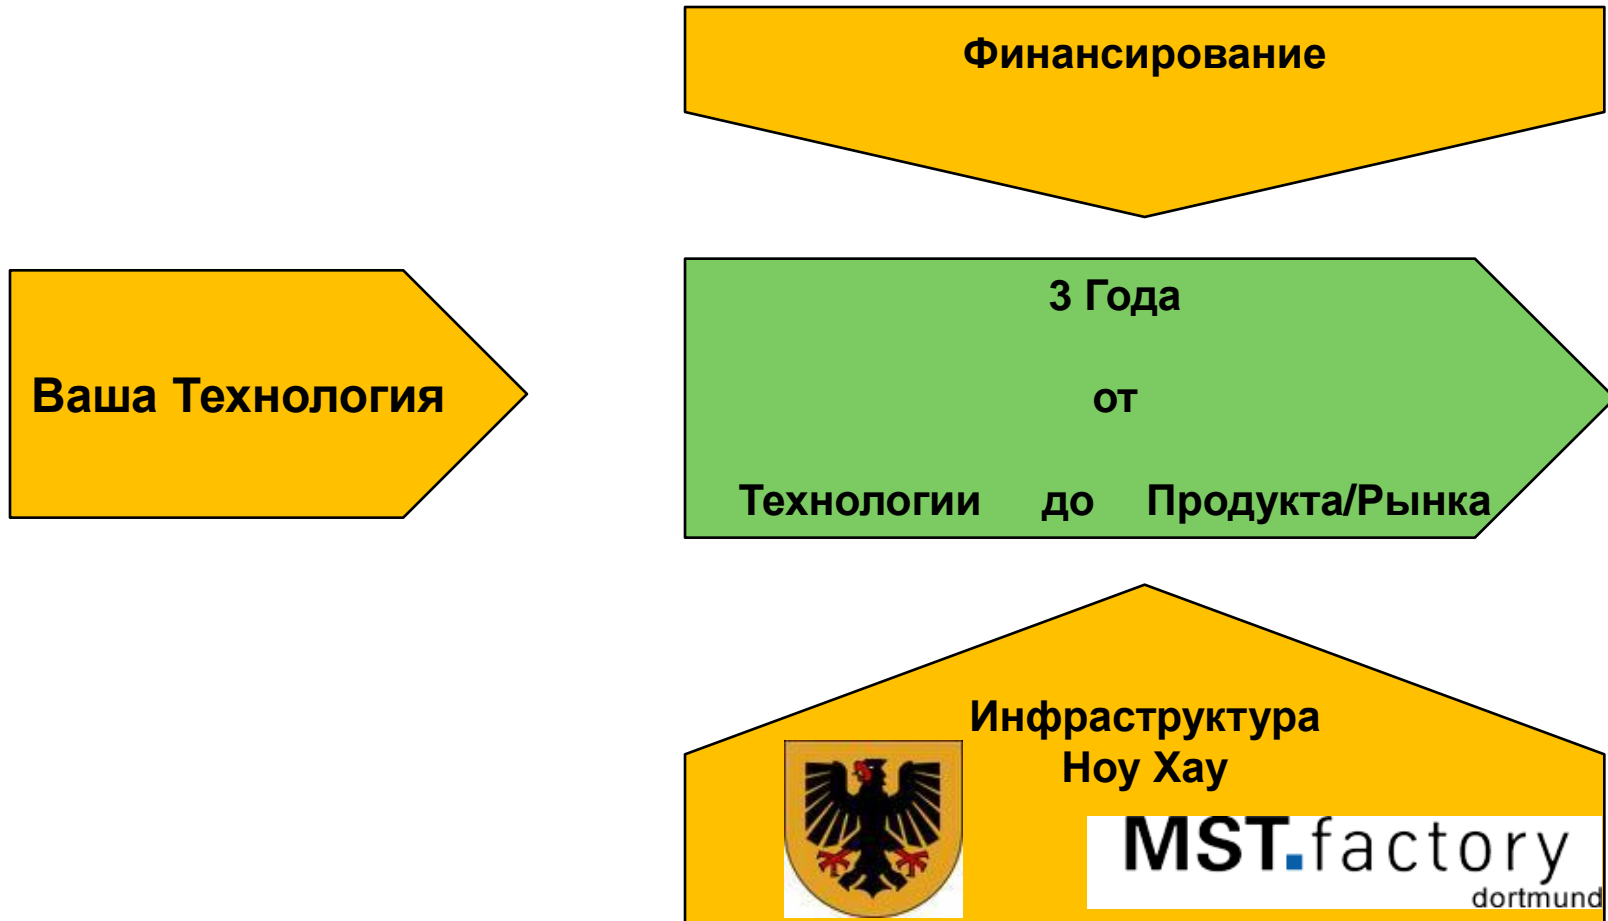 Финансирование
Ваша Технология
3 Года
от
Технологии до Продукта/Рынка
Инфраструктура
Ноу Хау
MST.factory
dortmund